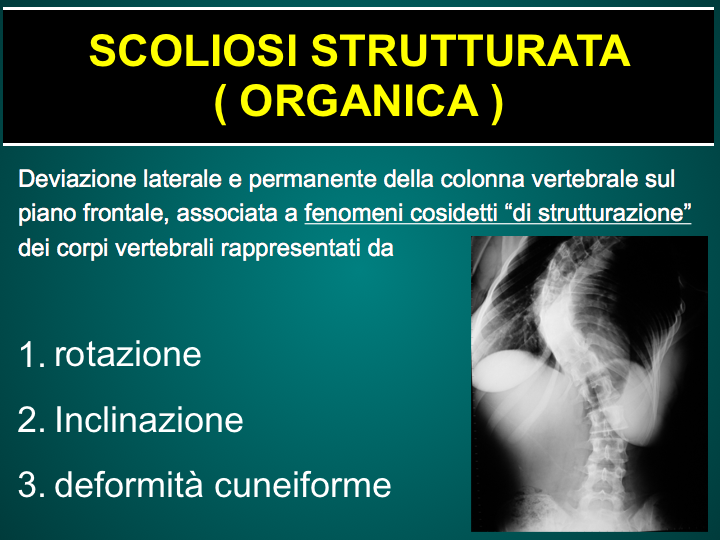 SCOLIOSI STRUTTURATA
( ORGANICA )
Deviazione laterale e permanente della colonna vertebrale sul
piano frontale, associata a fenomeni cosidetti “di strutturazione”
dei corpi vertebrali rappresentati da
1. rotazione
2. Inclinazione
3. deformità cuneiforme